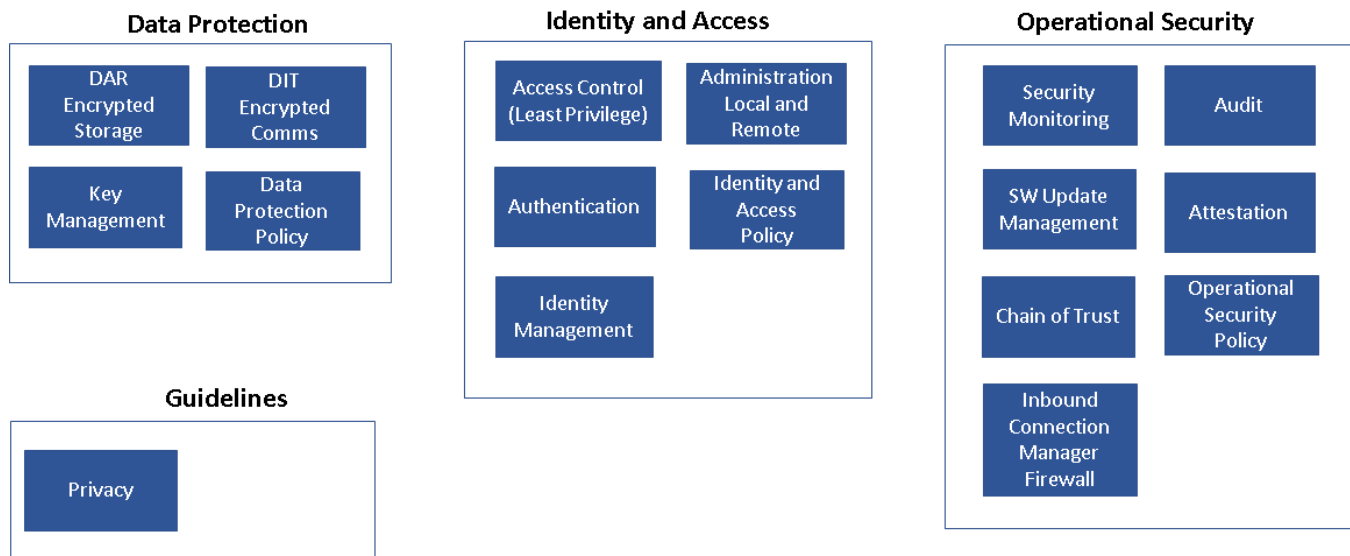 Data Protection
DAR
Encrypted
Storage
DIT
Encrypted
Comms
Key
Management
Data
Protection
Policy
Identity and Access
Access Control
(Least Privilege)
Administration
Local and
Remote
Authentication
Identity and
Access
Policy
Identity
Management
Operational Security
Security
Monitoring
Audit
SW Update
Management
Attestation
Chain of Trust
Operational
Security
Policy
Inbound
Connection
Manager
Firewall
Guidelines
Privacy